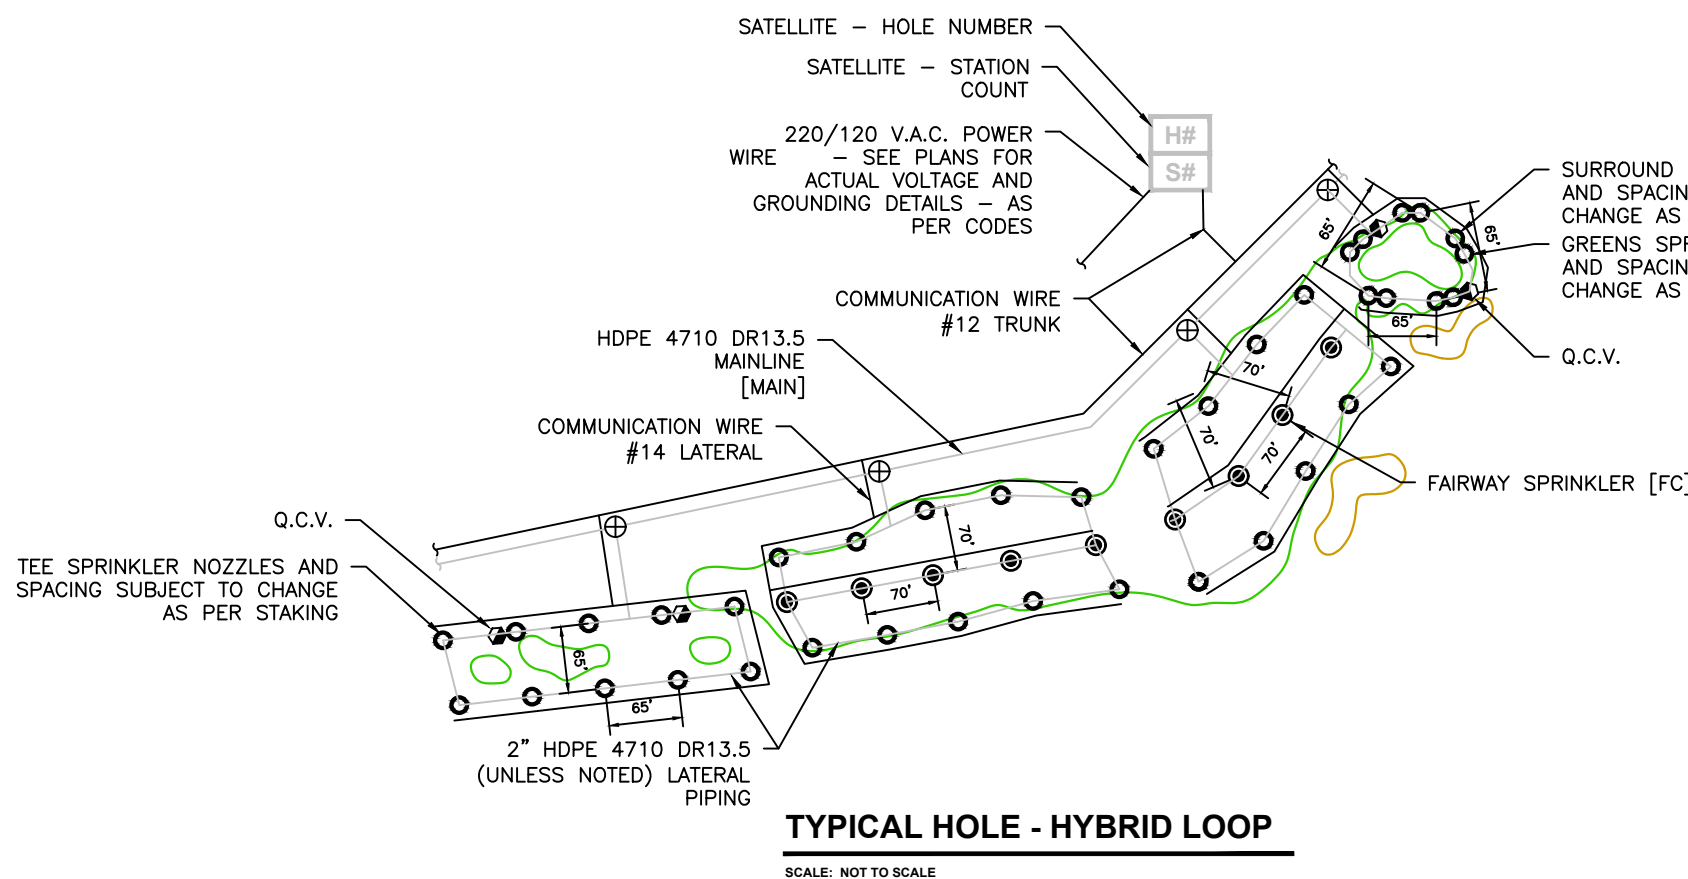 SATELLITE – HOLE NUMBER
SATELLITE – STATION
COUNT
220/120 V.A.C. POWER
WIRE – SEE PLANS FOR
ACTUAL VOLTAGE AND
GROUNDING DETAILS – AS
PER CODES
H#
S#
COMMUNICATION WIRE
#12 TRUNK
HDPE 4710 DR13.5
MAINLINE
[MAIN]
COMMUNICATION WIRE
#14 LATERAL
Q.C.V.
TEE SPRINKLER NOZZLES AND
SPACING SUBJECT TO CHANGE
AS PER STAKING
2" HDPE 4710 DR13.5
(UNLESS NOTED) LATERAL
PIPING
SURROUND
AND SPACIN
CHANGE AS
GREENS SPR
AND SPACIN
CHANGE AS
Q.C.V.
FAIRWAY SPRINKLER [FC]
65'
65'
65'
70'
70'
70'
70'
70'
65'
65'
TYPICAL HOLE - HYBRID LOOP
SCALE: NOT TO SCALE